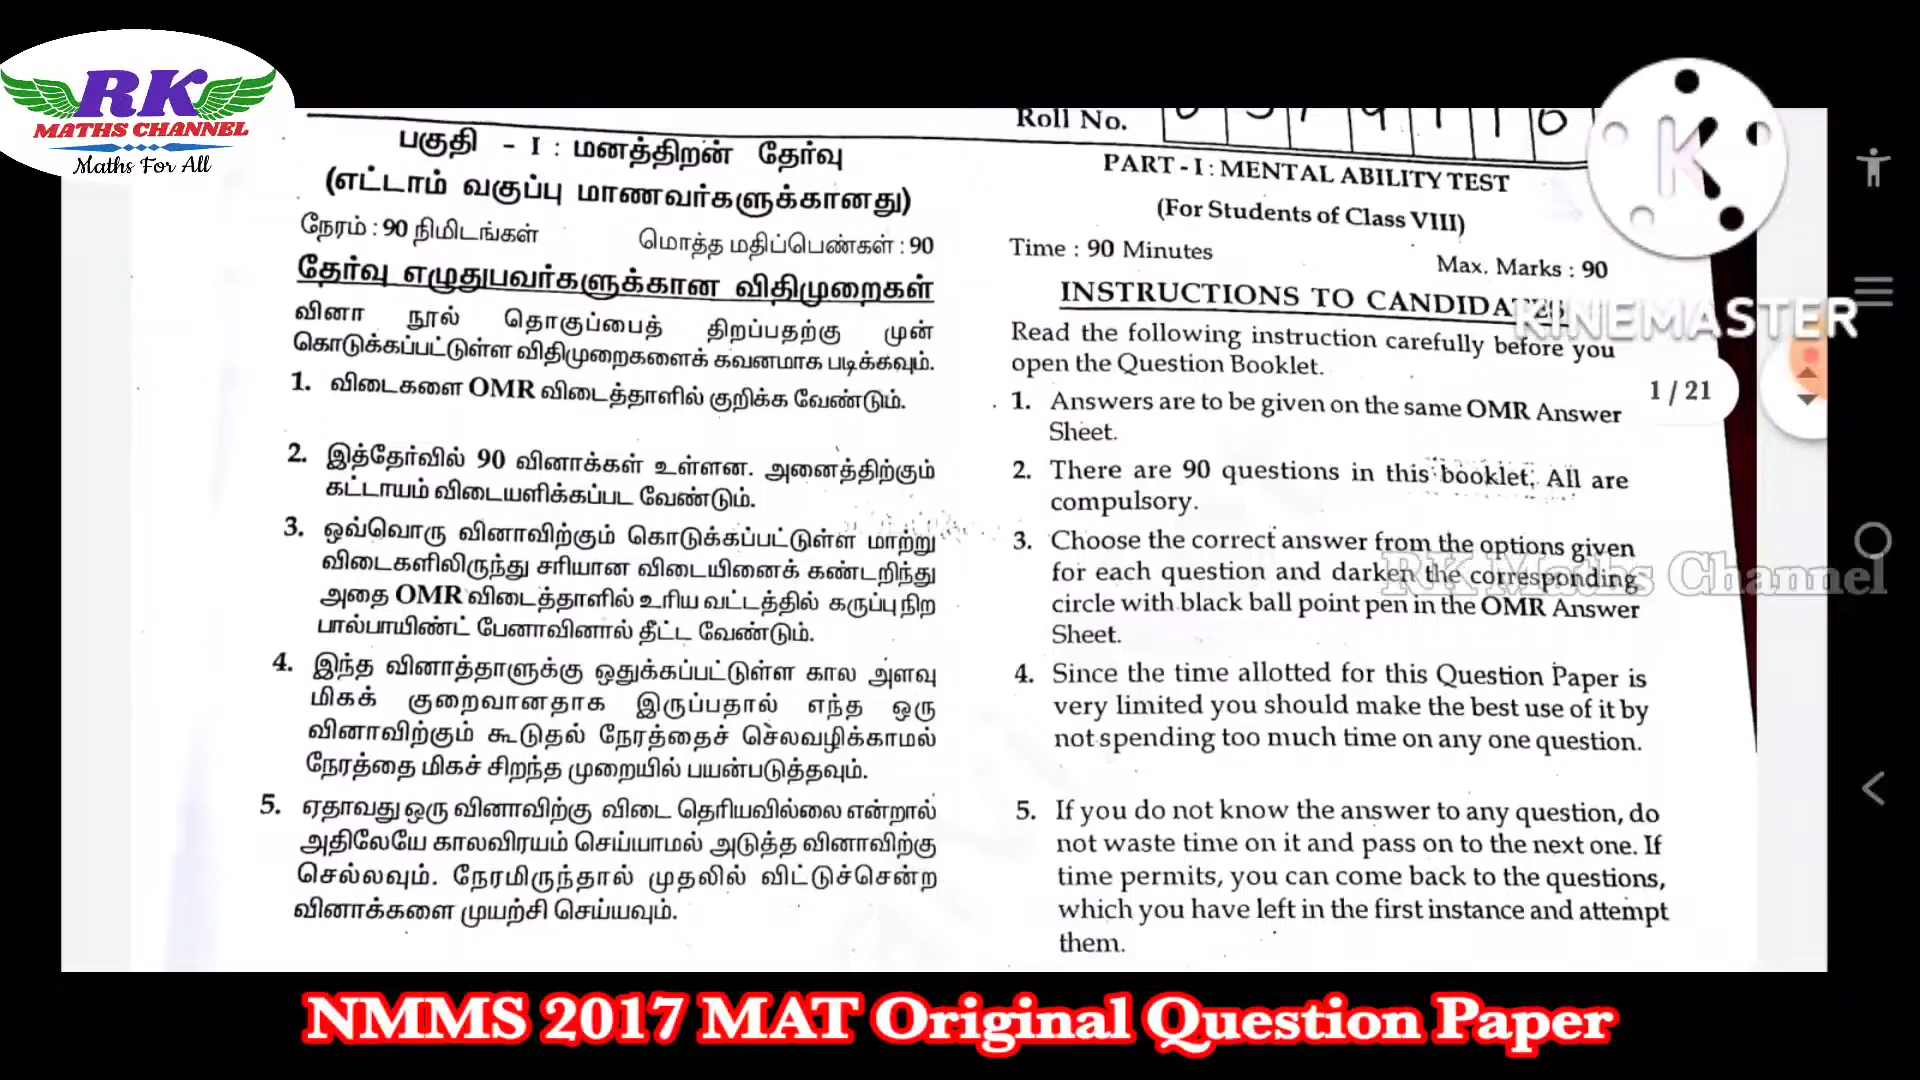 RK
MATHS CHANNEL
Maths For All
Roll No.
பகுதி - I : மனத்திறன் தேர்வு
(எட்டாம் வகுப்பு மாணவர்களுக்கானது)
நேரம் : 90 நிமிடங்கள் மொத்த மதிப்பெண்கள் : 90
தேர்வு எழுதுபவர்களுக்கான விதிமுறைகள்
வினா நூல் தொகுப்பைத் திறப்பதற்கு முன்
கொடுக்கப்பட்டுள்ள விதிமுறைகளைக் கவனமாக படிக்கவும்.
1. விடைகளை OMR விடைத்தாளில் குறிக்க வேண்டும்.
2. இத்தேர்வில் 90 வினாக்கள் உள்ளன. அனைத்திற்கும்
கட்டாயம் விடையளிக்கப்பட வேண்டும்.
3. ஒவ்வொரு வினாவிற்கும் கொடுக்கப்பட்டுள்ள மாற்று
விடைகளிலிருந்து சரியான விடையினைக் கண்டறிந்து
அதை OMR விடைத்தாளில் உரிய வட்டத்தில் கருப்பு நிற
பால்பாயிண்ட் பேனாவினால் தீட்ட வேண்டும்.
4. இந்த வினாத்தாளுக்கு ஒதுக்கப்பட்டுள்ள கால அளவு
மிகக் குறைவானதாக இருப்பதால் எந்த ஒரு
வினாவிற்கும் கூடுதல் நேரத்தைச் செலவழிக்காமல்
நேரத்தை மிகச் சிறந்த முறையில் பயன்படுத்தவும்.
5. ஏதாவது ஒரு வினாவிற்கு விடை தெரியவில்லை என்றால்
அதிலேயே காலவிரயம் செய்யாமல் அடுத்த வினாவிற்கு
செல்லவும். நேரமிருந்தால் முதலில் விட்டுச்சென்ற
வினாக்களை முயற்சி செய்யவும்.
PART - I : MENTAL ABILITY TEST
(For Students of Class VIII)
Time : 90 Minutes Max. Marks : 90
INSTRUCTIONS TO CANDIDATES
Read the following instruction carefully before you
open the Question Booklet.
1. Answers are to be given on the same OMR Answer
Sheet.
2. There are 90 questions in this booklet. All are
compulsory.
3. Choose the correct answer from the options given
for each question and darken the corresponding
circle with black ball point pen in the OMR Answer
Sheet.
4. Since the time allotted for this Question Paper is
very limited you should make the best use of it by
not spending too much time on any one question.
5. If you do not know the answer to any question, do
not waste time on it and pass on to the next one. If
time permits, you can come back to the questions,
which you have left in the first instance and attempt
them.
K
KINEMASTER
1 / 21
RK Maths Channel
NMMS 2017 MAT Original Question Paper